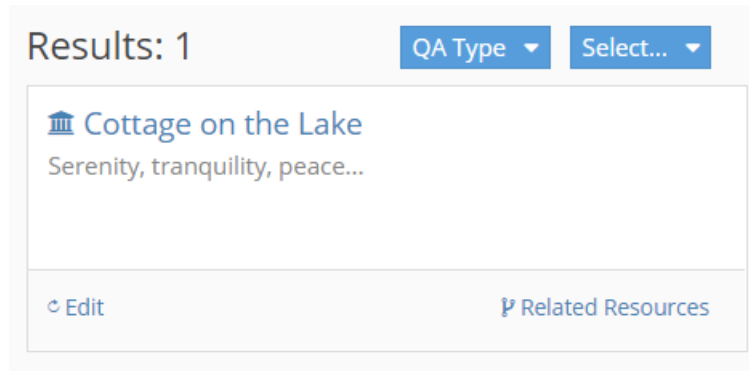 Results: 1
QA Type
Select...
Cottage on the Lake
Serenity, tranquility, peace...
Edit
Related Resources